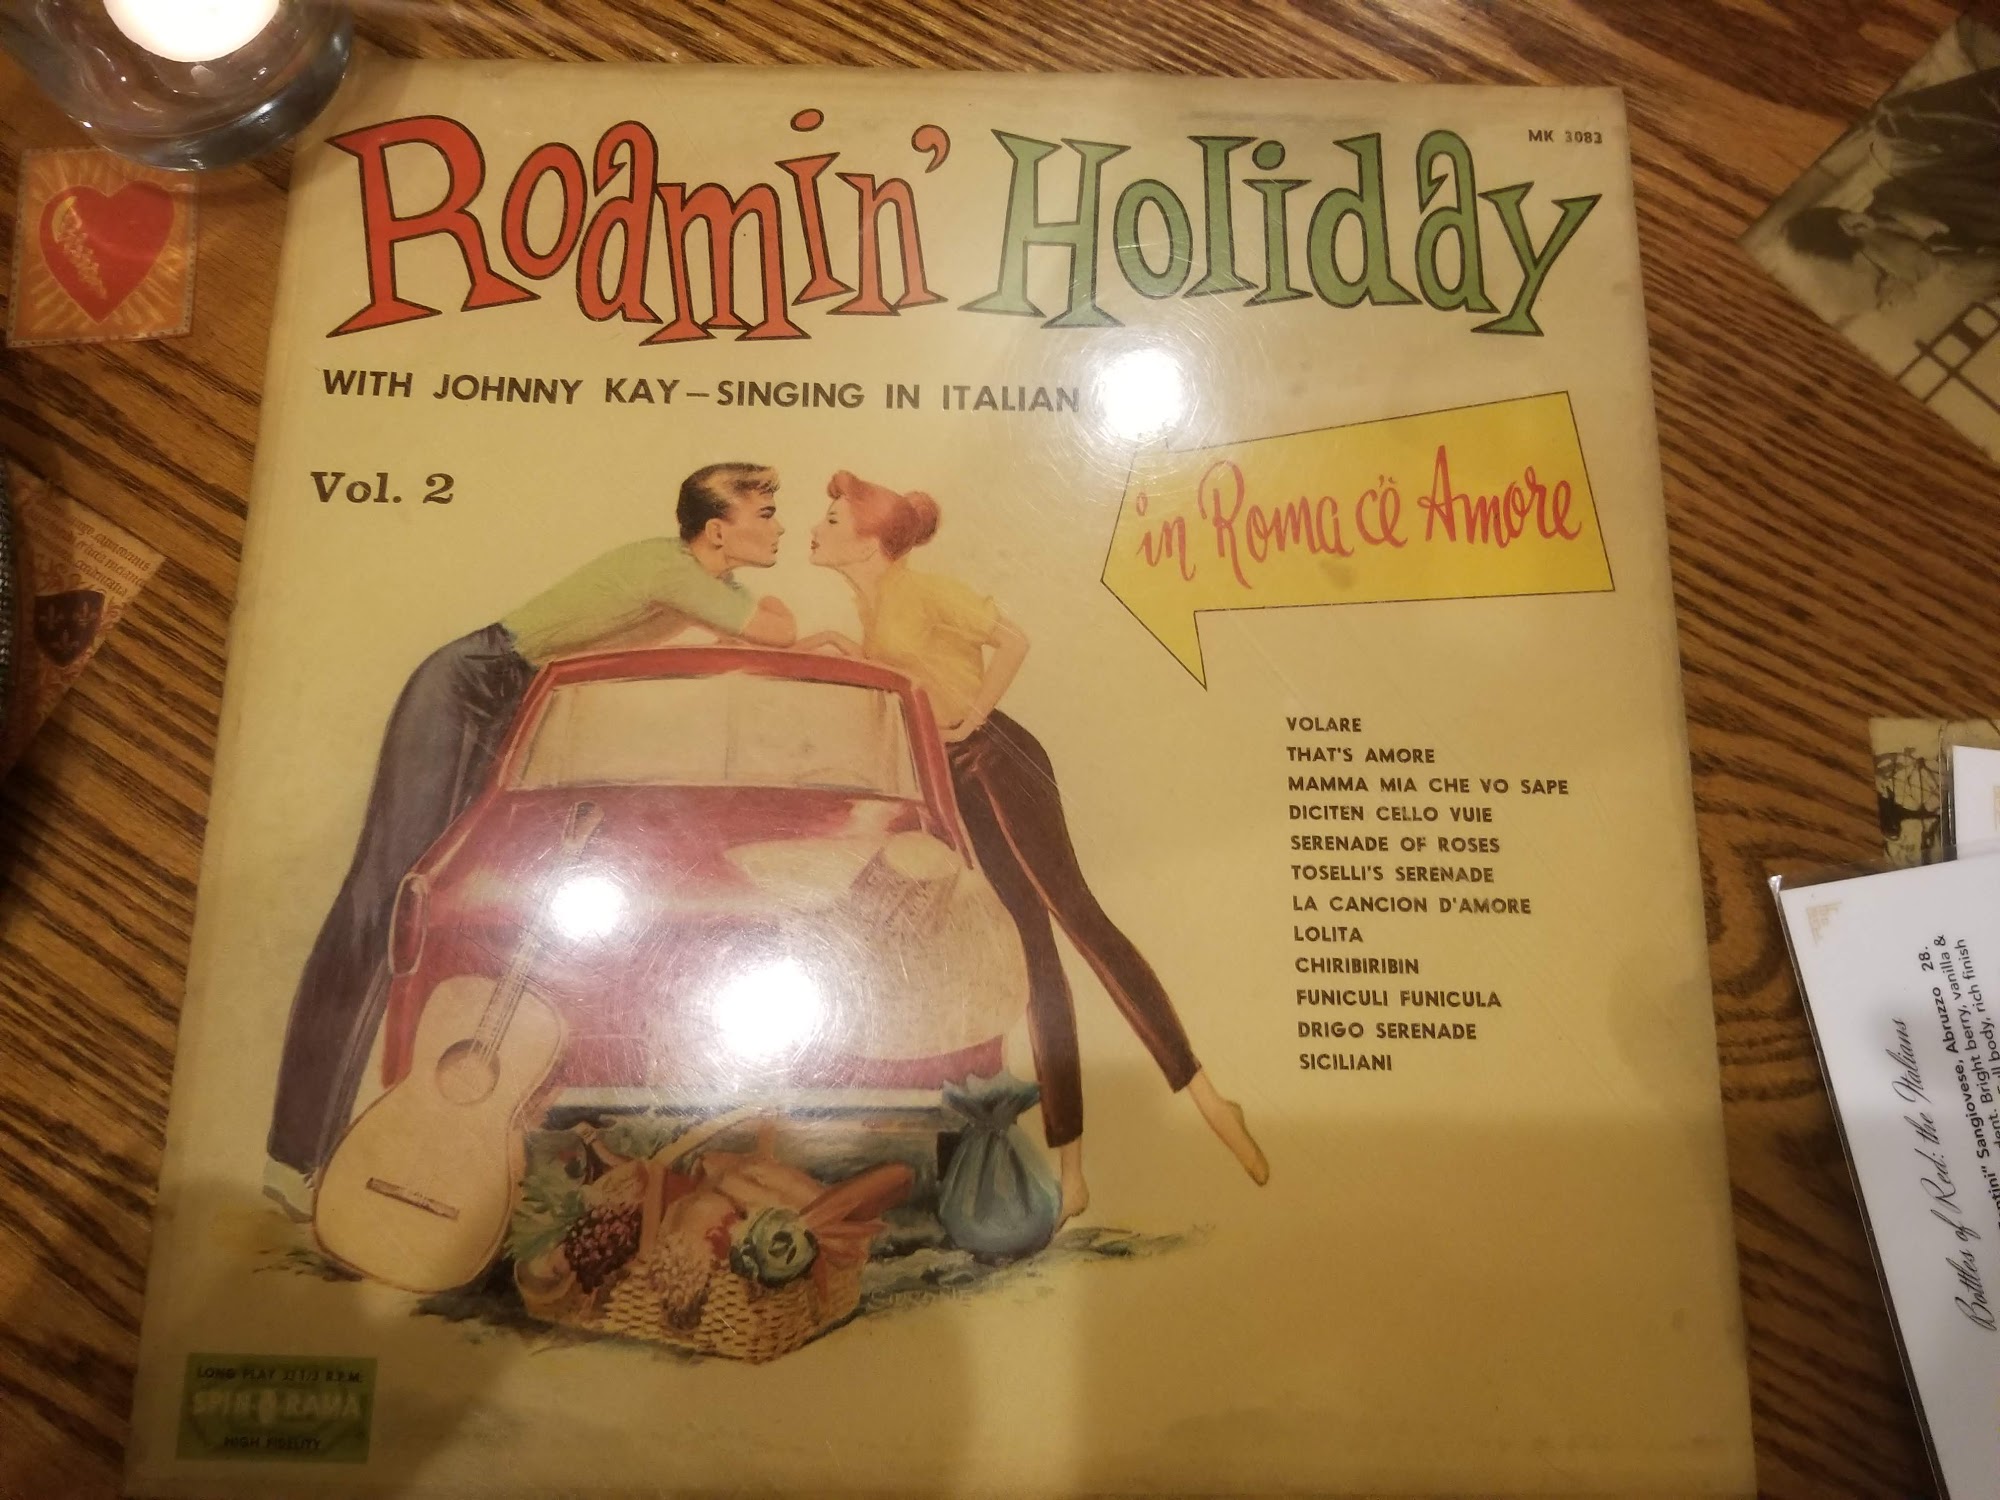 Roamin' Holiday
MK 3083
WITH JOHNNY KAY – SINGING IN ITALIAN
Vol. 2
in Roma c'è Amore
VOLARE
THAT'S AMORE
MAMMA MIA CHE VO SAPE
DICITEN CELLO VUIE
SERENADE OF ROSES
TOSELLI'S SERENADE
LA CANCION D'AMORE
LOLITA
CHIRIBIRIBIN
FUNICULI FUNICULA
DRIGO SERENADE
SICILIANI
LONG PLAY 33 1/3 R.P.M.
SPIN-O-RAMA
HIGH FIDELITY
Bottles of Red: the Italians
Sangiovese, Abruzzo 28.
Bright berry, vanilla &
Full body, rich finish